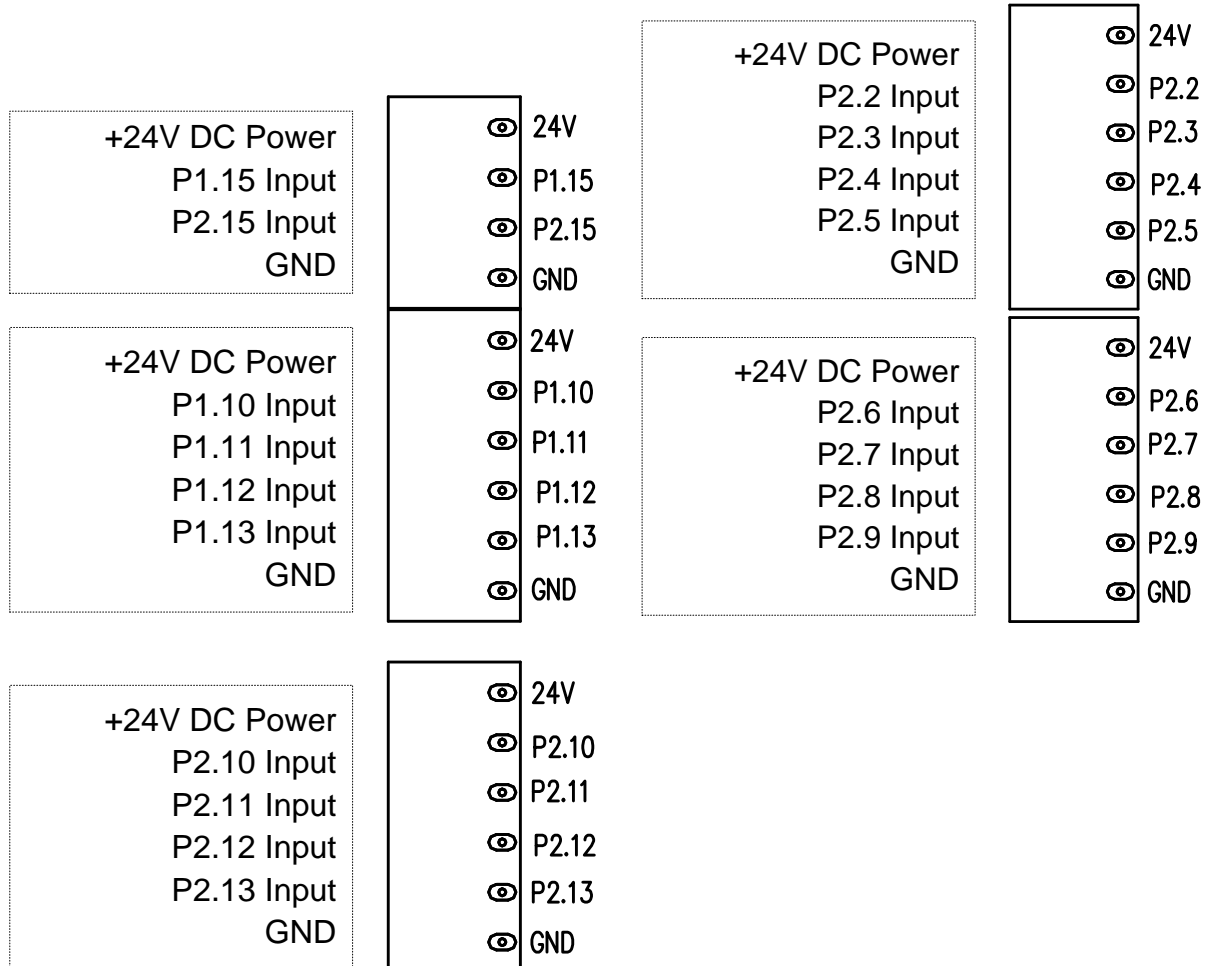 +24V DC Power
P1.15 Input
P2.15 Input
GND
24V
P1.15
P2.15
GND
+24V DC Power
P1.10 Input
P1.11 Input
P1.12 Input
P1.13 Input
GND
24V
P1.10
P1.11
P1.12
P1.13
GND
+24V DC Power
P2.10 Input
P2.11 Input
P2.12 Input
P2.13 Input
GND
24V
P2.10
P2.11
P2.12
P2.13
GND
+24V DC Power
P2.2 Input
P2.3 Input
P2.4 Input
P2.5 Input
GND
24V
P2.2
P2.3
P2.4
P2.5
GND
+24V DC Power
P2.6 Input
P2.7 Input
P2.8 Input
P2.9 Input
GND
24V
P2.6
P2.7
P2.8
P2.9
GND